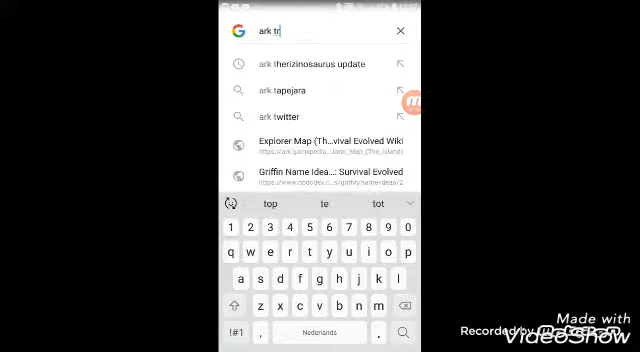 ark tr
ark therizinosaurus update
ark tapejara
ark twitter
Explorer Map (Th...vival Evolved Wiki
Griffin Name Idea...: Survival Evolved
top te tot
1 2 3 4 5 6 7 8 9 0
q w e r t y u i o p
a s d f g h j k l
z x c v b n m
!#1 , Nederlands .
Made with
Recorded by
VideoShow